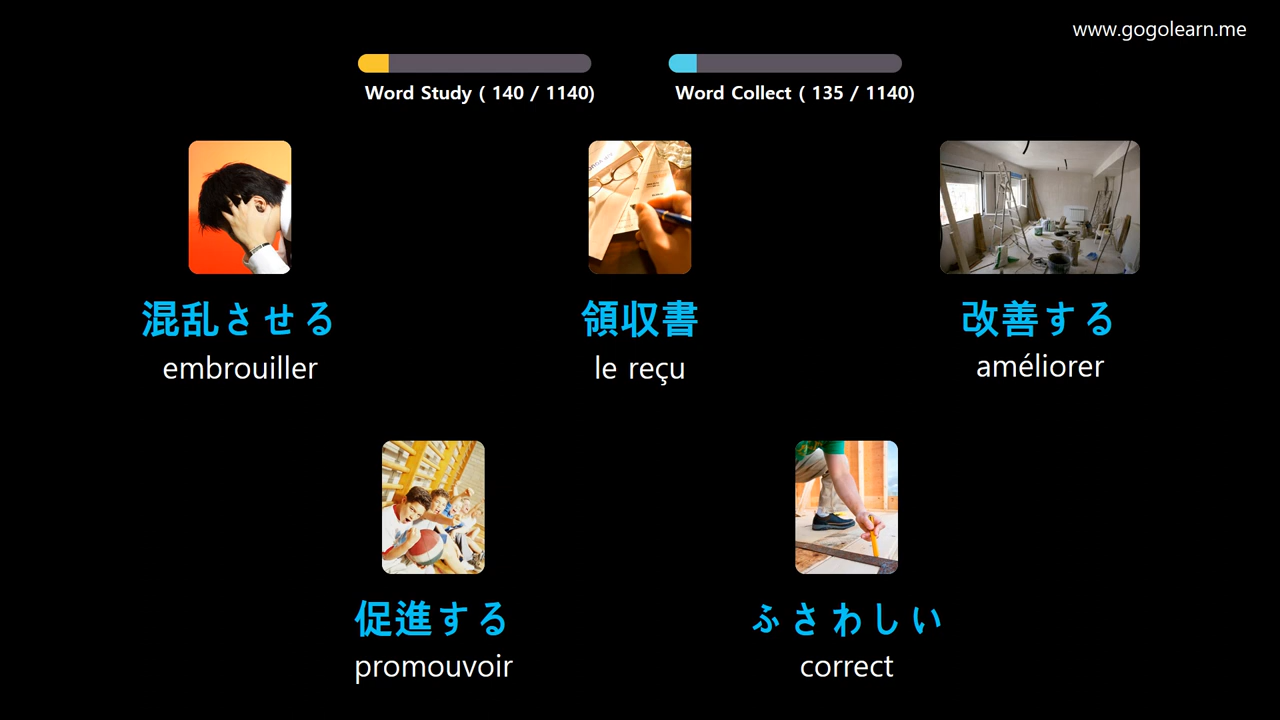 www.gogolearn.me
Word Study ( 140 / 1140)
Word Collect ( 135 / 1140)
混乱させる
embrouiller
領収書
le reçu
改善する
améliorer
促進する
promouvoir
ふさわしい
correct